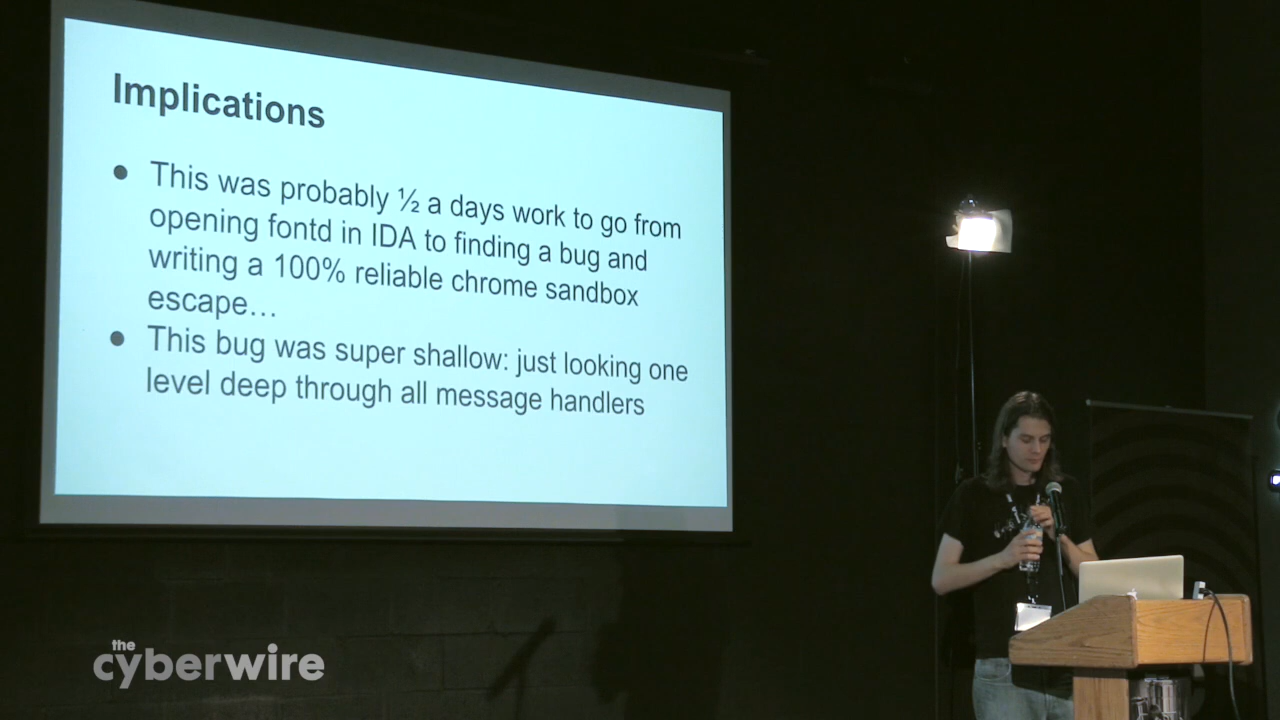 Implications
This was probably ½ a days work to go from
opening fontd in IDA to finding a bug and
writing a 100% reliable chrome sandbox
escape…
This bug was super shallow: just looking one
level deep through all message handlers
the
cyberwire